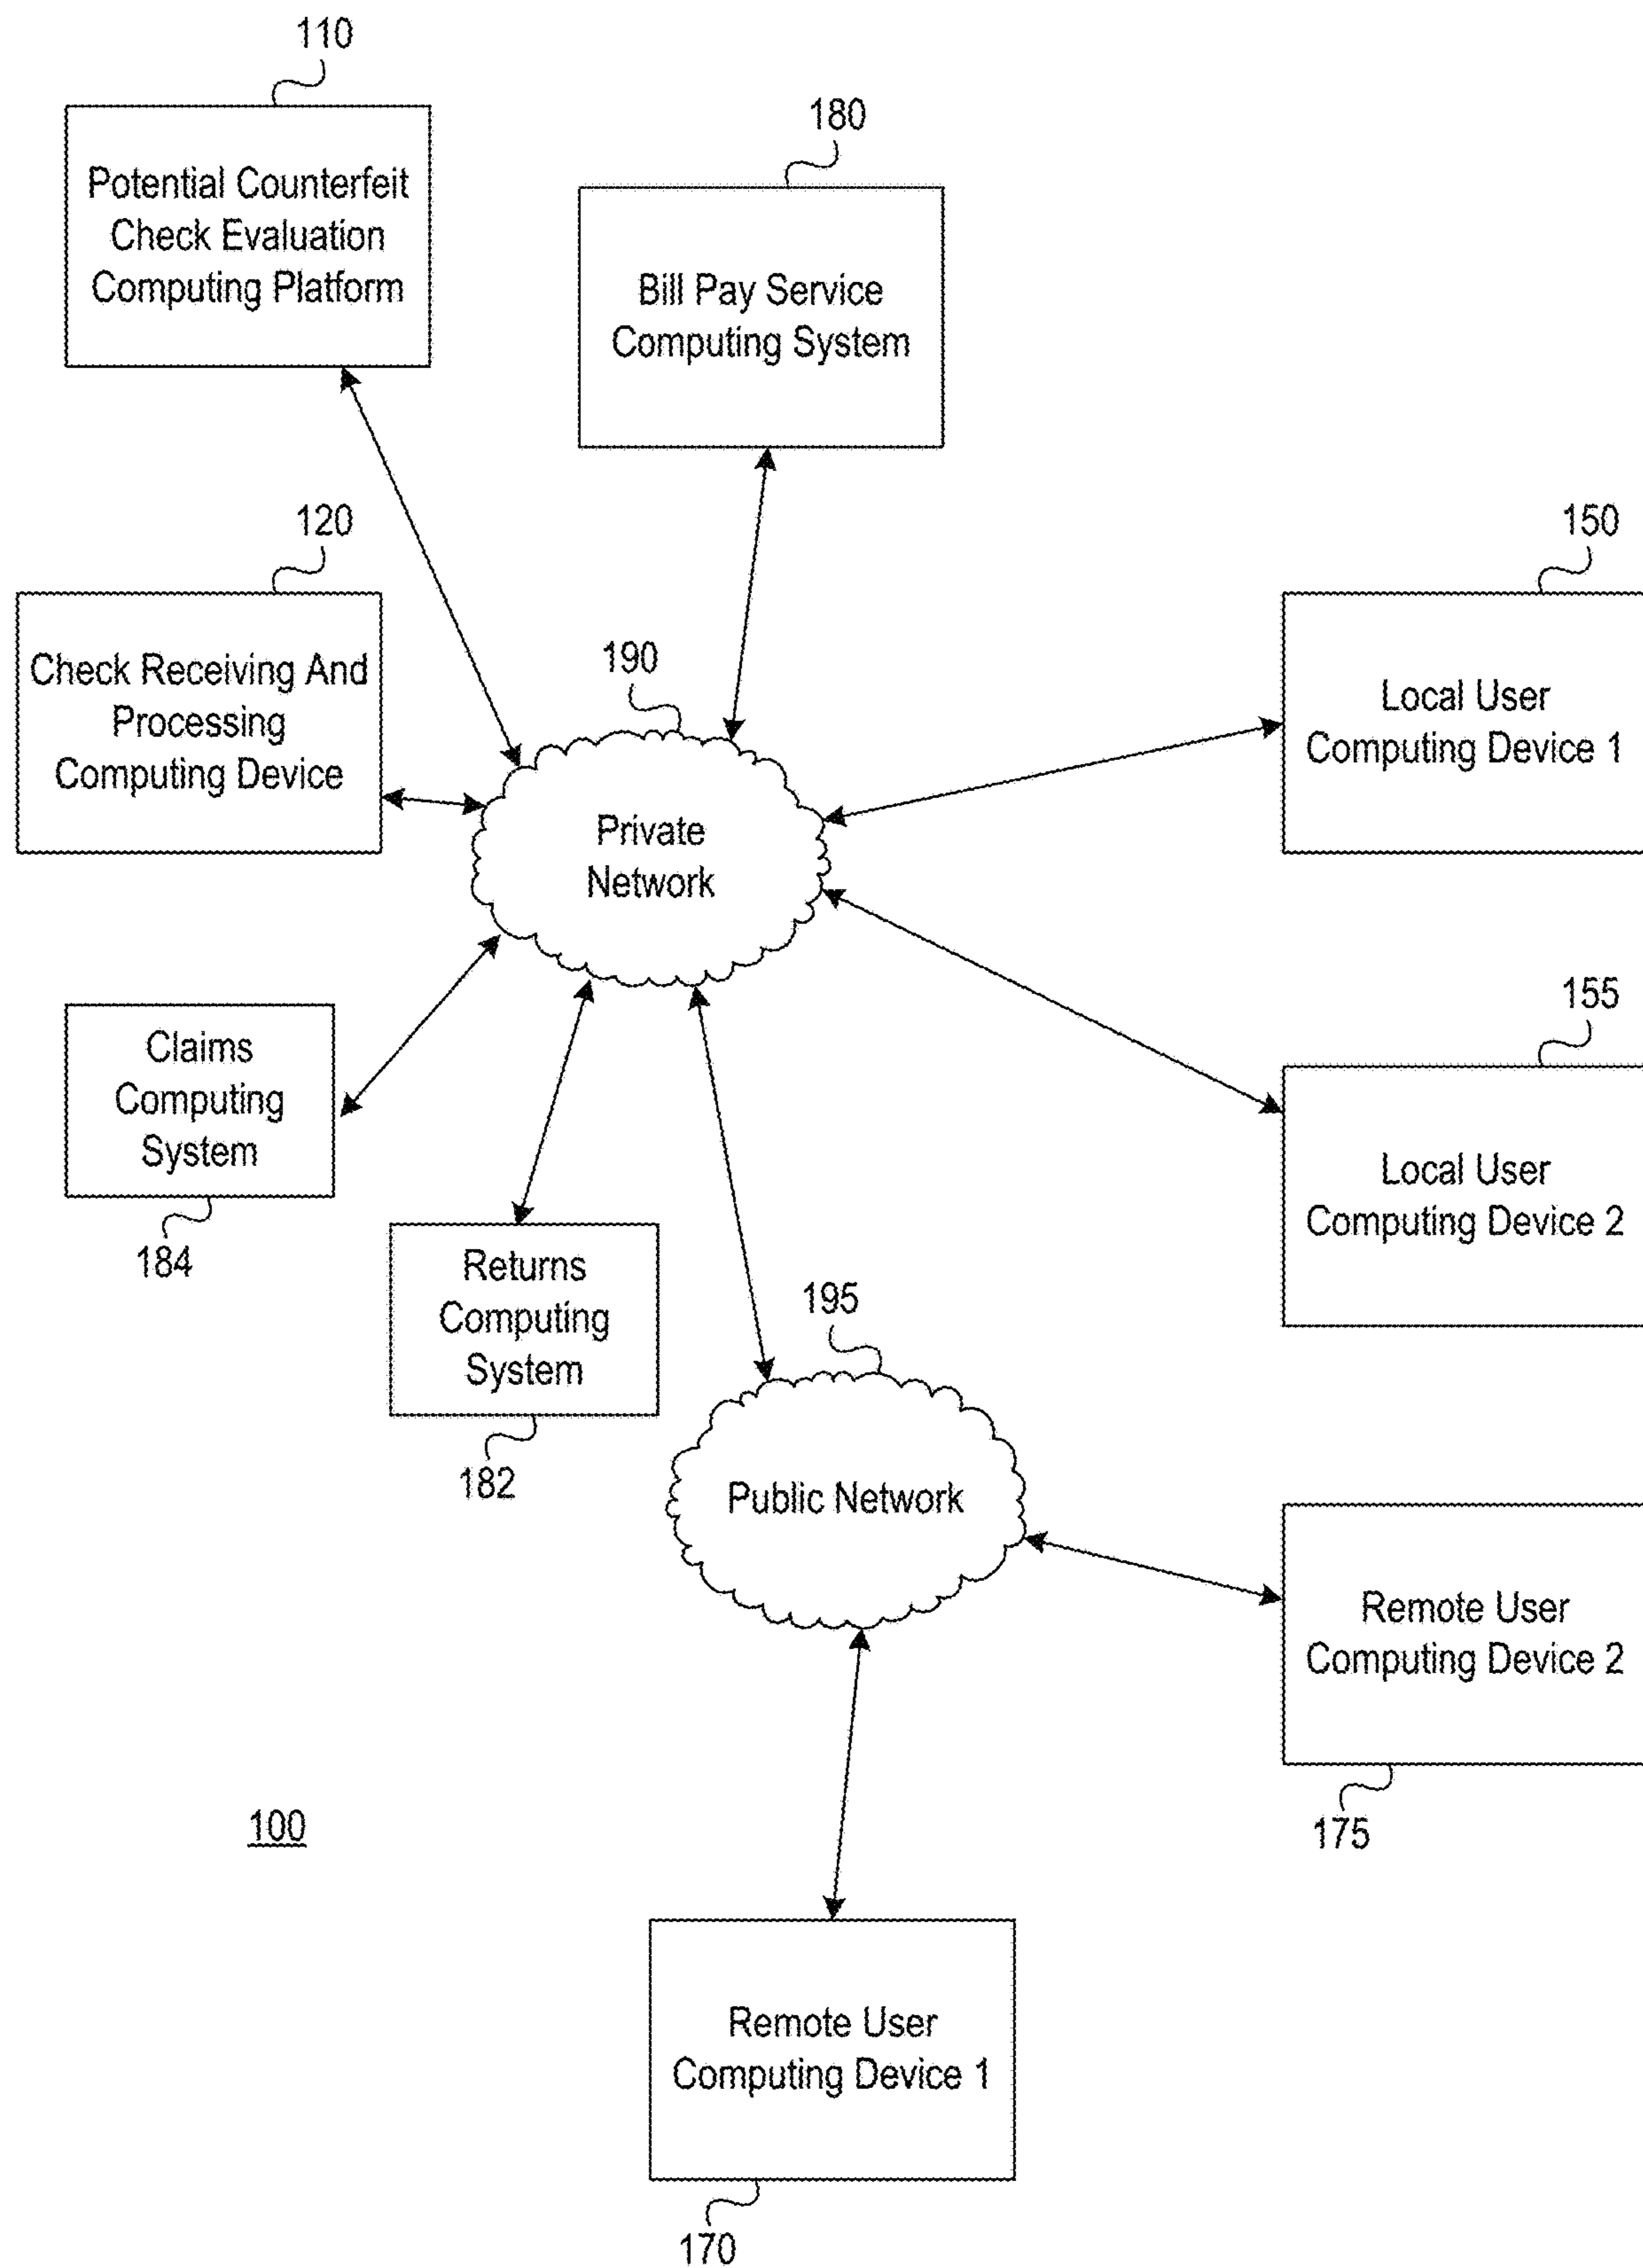 110
Potential Counterfeit
Check Evaluation
Computing Platform
180
Bill Pay Service
Computing System
120
Check Receiving And
Processing
Computing Device
150
Local User
Computing Device 1
190
Private
Network
155
Local User
Computing Device 2
Claims
Computing
System
184
Returns
Computing
System
182
195
Public Network
Remote User
Computing Device 2
175
100
Remote User
Computing Device 1
170